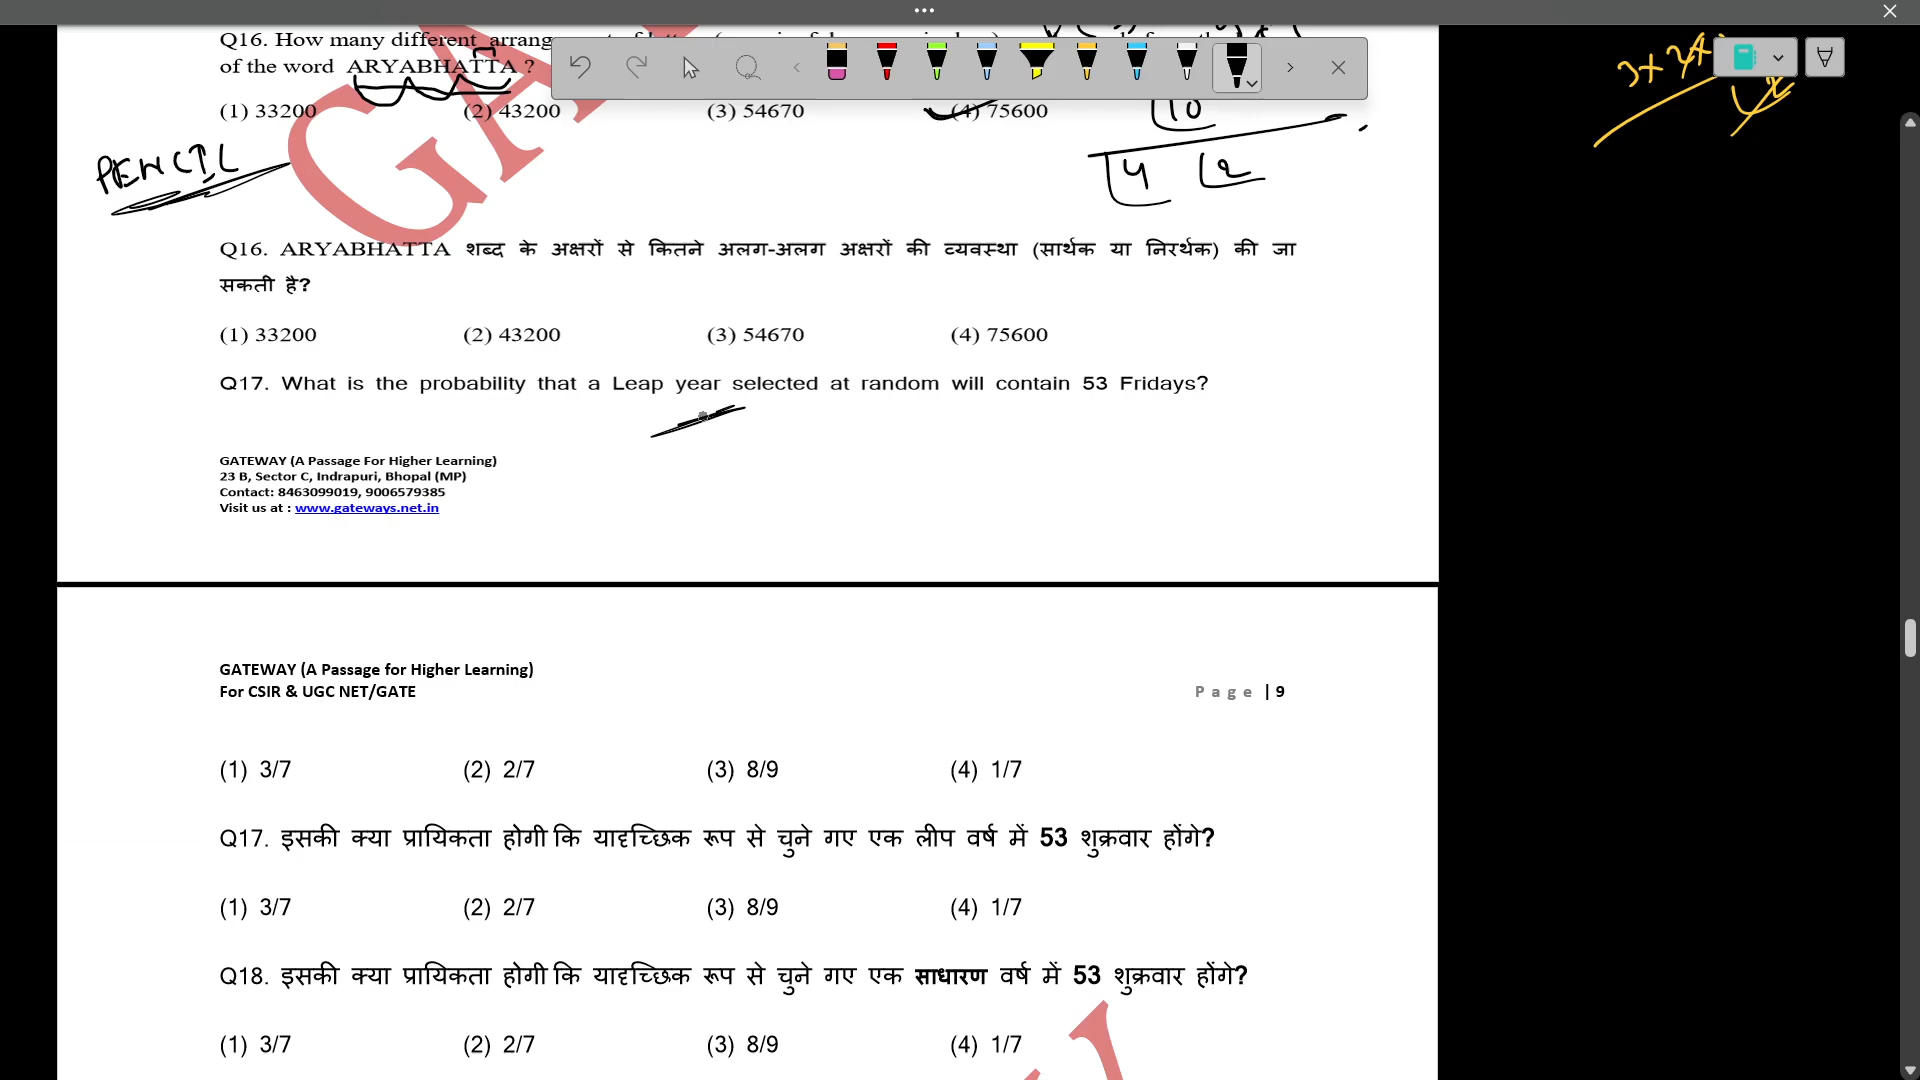 Q16. How many different arrang
of the word ARYABHATTA ?
(1) 33200 (2) 43200 (3) 54670 (4) 75600
10
4 2
PENCIL
Q16. ARYABHATTA शब्द के अक्षरों से कितने अलग-अलग अक्षरों की व्यवस्था (सार्थक या निरर्थक) की जा
सकती है?
(1) 33200 (2) 43200 (3) 54670 (4) 75600
Q17. What is the probability that a Leap year selected at random will contain 53 Fridays?
GATEWAY (A Passage For Higher Learning)
23 B, Sector C, Indrapuri, Bhopal (MP)
Contact: 8463099019, 9006579385
Visit us at : www.gateways.net.in
GATEWAY (A Passage for Higher Learning)
For CSIR & UGC NET/GATE
Page | 9
(1) 3/7 (2) 2/7 (3) 8/9 (4) 1/7
Q17. इसकी क्या प्रायिकता होगी कि यादृच्छिक रूप से चुने गए एक लीप वर्ष में 53 शुक्रवार होंगे?
(1) 3/7 (2) 2/7 (3) 8/9 (4) 1/7
Q18. इसकी क्या प्रायिकता होगी कि यादृच्छिक रूप से चुने गए एक साधारण वर्ष में 53 शुक्रवार होंगे?
(1) 3/7 (2) 2/7 (3) 8/9 (4) 1/7